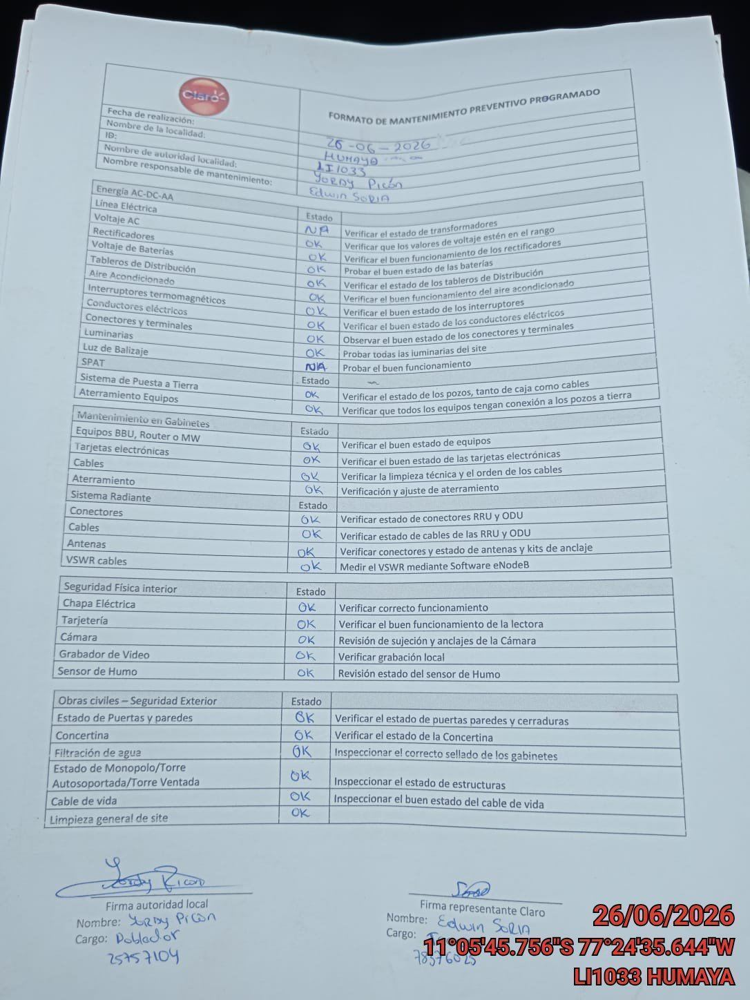 Claro
FORMATO DE MANTENIMIENTO PREVENTIVO PROGRAMADO
Fecha de realización: 26-06-2026
Nombre de la localidad: HUMAYA
ID: LI1033
Nombre de autoridad localidad: YORDY Picón
Nombre responsable de mantenimiento: Edwin SORIA
Energía AC-DC-AA Estado
Línea Eléctrica NA Verificar el estado de transformadores
Voltaje AC OK Verificar que los valores de voltaje estén en el rango
Rectificadores OK Verificar el buen funcionamiento de los rectificadores
Voltaje de Baterías OK Probar el buen estado de las baterías
Tableros de Distribución OK Verificar el estado de los tableros de Distribución
Aire Acondicionado OK Verificar el buen funcionamiento del aire acondicionado
Interruptores termomagnéticos OK Verificar el buen estado de los interruptores
Conductores eléctricos OK Verificar el buen estado de los conductores eléctricos
Conectores y terminales OK Observar el buen estado de los conectores y terminales
Luminarias OK Probar todas las luminarias del site
Luz de Balizaje NA Probar el buen funcionamiento
SPAT Estado
Sistema de Puesta a Tierra OK Verificar el estado de los pozos, tanto de caja como cables
Aterramiento Equipos OK Verificar que todos los equipos tengan conexión a los pozos a tierra
Mantenimiento en Gabinetes Estado
Equipos BBU, Router o MW OK Verificar el buen estado de equipos
Tarjetas electrónicas OK Verificar el buen estado de las tarjetas electrónicas
Cables OK Verificar la limpieza técnica y el orden de los cables
Aterramiento OK Verificación y ajuste de aterramiento
Sistema Radiante Estado
Conectores OK Verificar estado de conectores RRU y ODU
Cables OK Verificar estado de cables de las RRU y ODU
Antenas OK Verificar conectores y estado de antenas y kits de anclaje
VSWR cables OK Medir el VSWR mediante Software eNodeB
Seguridad Física interior Estado
Chapa Eléctrica OK Verificar correcto funcionamiento
Tarjetería OK Verificar el buen funcionamiento de la lectora
Cámara OK Revisión de sujeción y anclajes de la Cámara
Grabador de Video OK Verificar grabación local
Sensor de Humo OK Revisión estado del sensor de Humo
Obras civiles – Seguridad Exterior Estado
Estado de Puertas y paredes OK Verificar el estado de puertas paredes y cerraduras
Concertina OK Verificar el estado de la Concertina
Filtración de agua OK Inspeccionar el correcto sellado de los gabinetes
Estado de Monopolo/Torre
Autosoportada/Torre Ventada OK Inspeccionar el estado de estructuras
Cable de vida OK Inspeccionar el buen estado del cable de vida
Limpieza general de site OK
Yordy Picon
Firma autoridad local Firma representante Claro
Nombre: YORDY PICON Nombre: Edwin SORIA
Cargo: Doblador Cargo:
25757104
26/06/2026
11°05'45.756"S 77°24'35.644"W
LI1033 HUMAYA